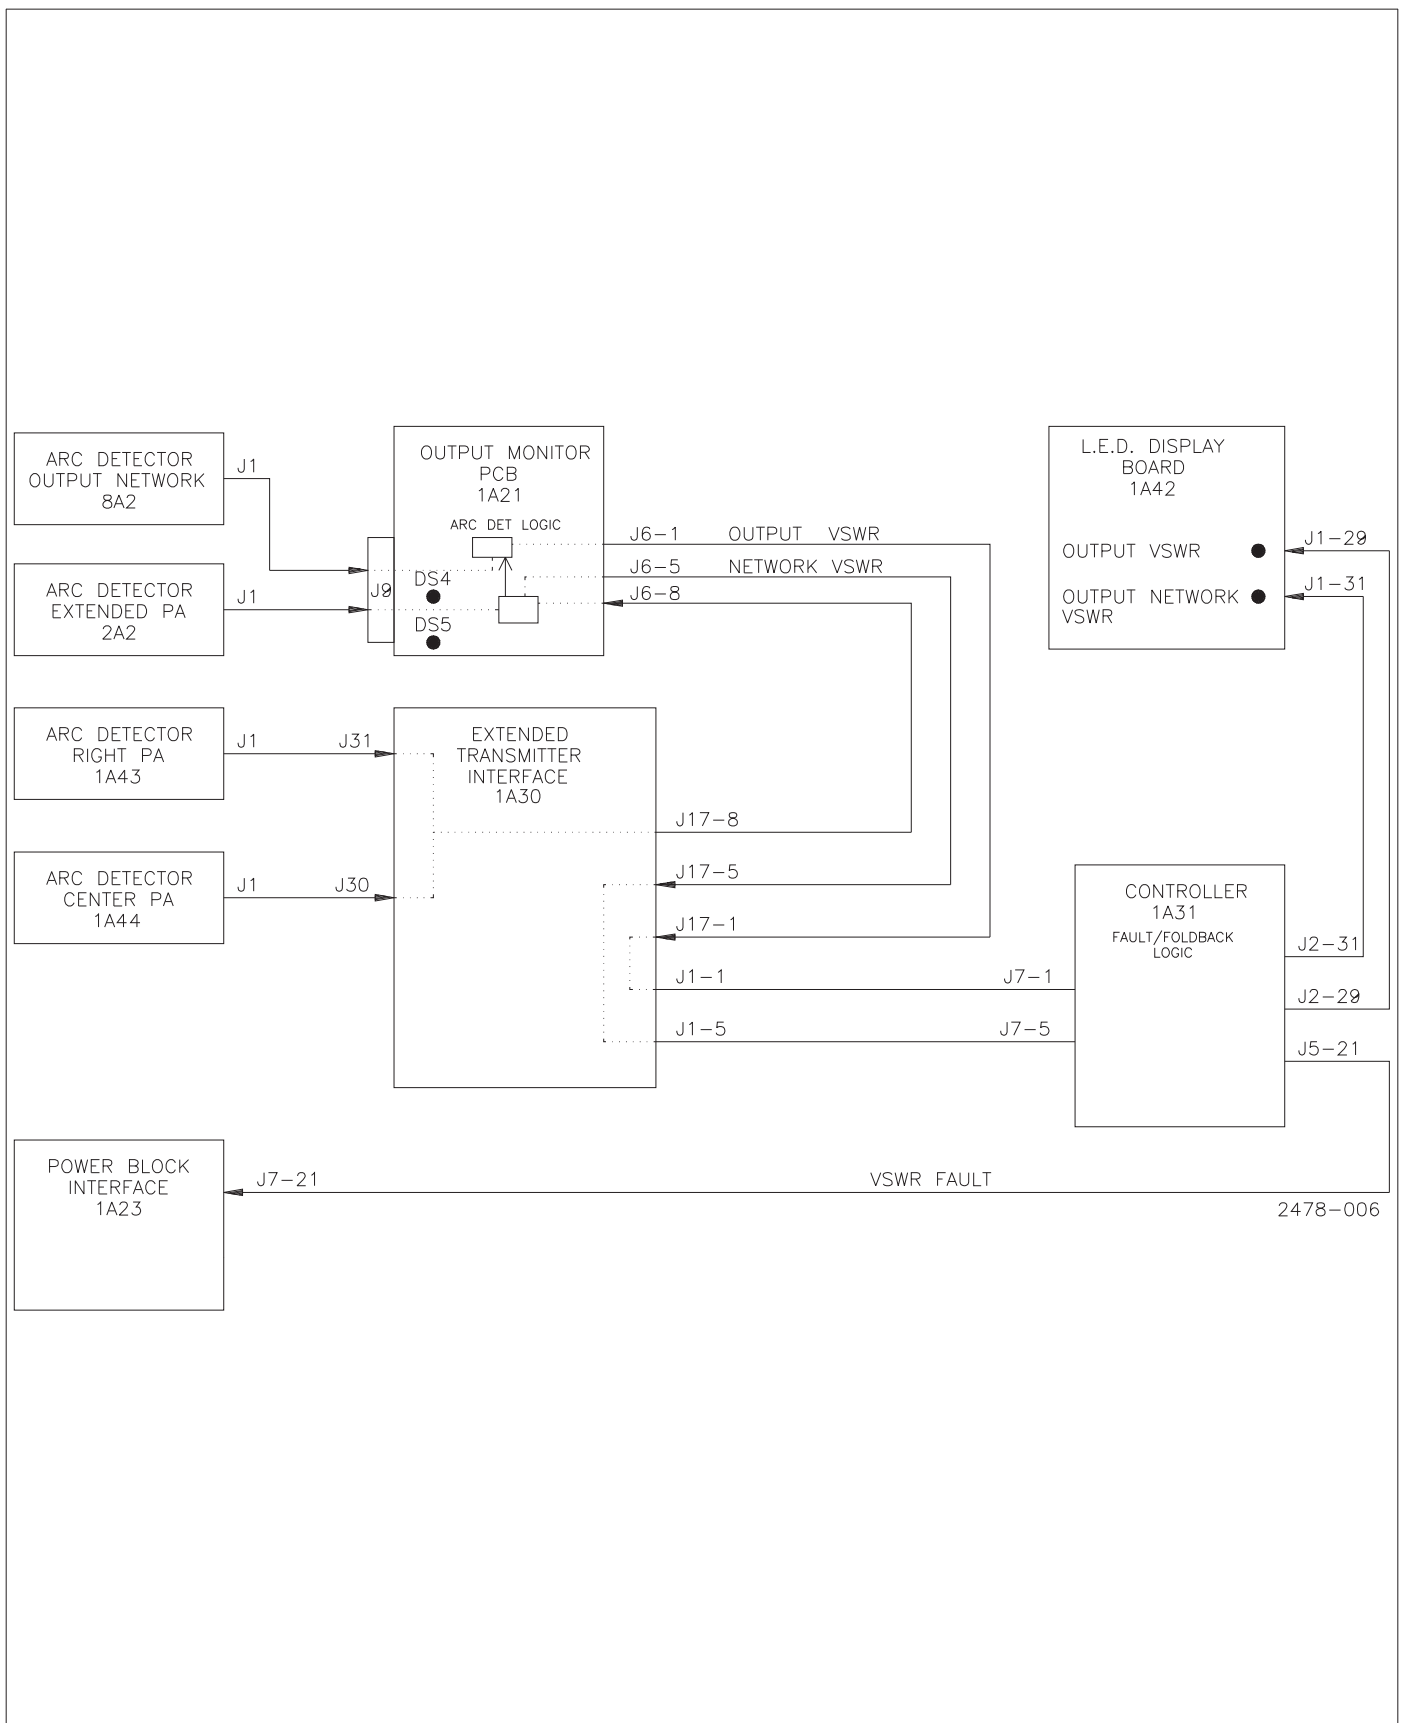 ARC DETECTOR
OUTPUT NETWORK
8A2
J1
ARC DETECTOR
EXTENDED PA
2A2
J1
J9
OUTPUT MONITOR
PCB
1A21
ARC DET LOGIC
DS4
DS5
J6-1 OUTPUT VSWR
J6-5 NETWORK VSWR
J6-8
L.E.D. DISPLAY
BOARD
1A42
OUTPUT VSWR
OUTPUT NETWORK
VSWR
J1-29
J1-31
ARC DETECTOR
RIGHT PA
1A43
J1 J31
ARC DETECTOR
CENTER PA
1A44
J1 J30
EXTENDED
TRANSMITTER
INTERFACE
1A30
J17-8
J17-5
J17-1
J1-1 J7-1
J1-5 J7-5
CONTROLLER
1A31
FAULT/FOLDBACK
LOGIC
J2-31
J2-29
J5-21
POWER BLOCK
INTERFACE
1A23
J7-21 VSWR FAULT
2478-006